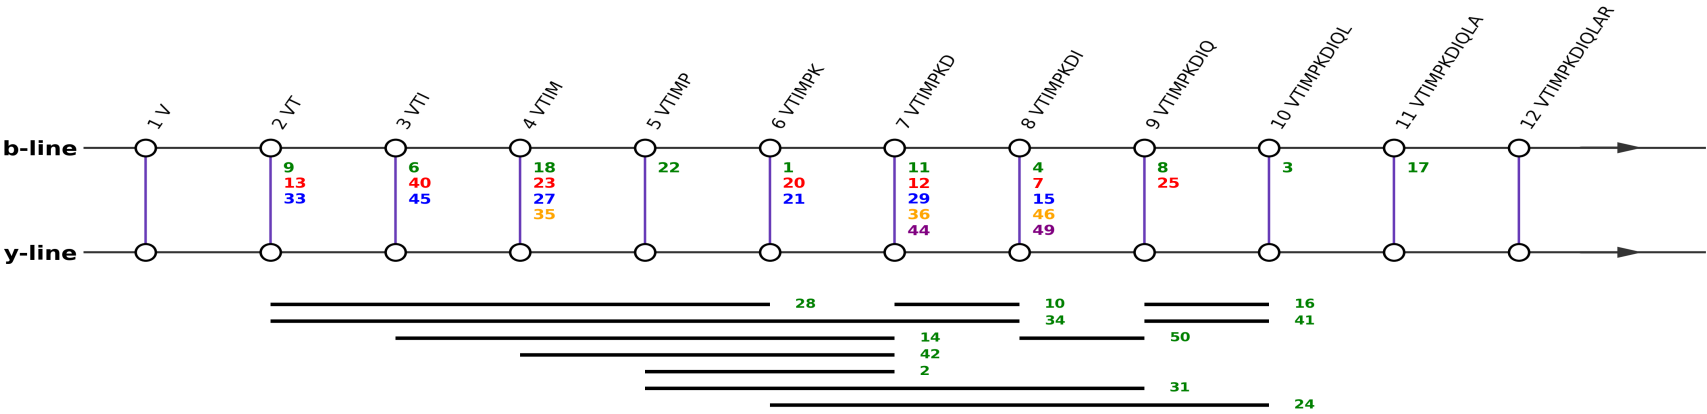 1 V
2 VT
3 VTI
4 VTIM
5 VTIMP
6 VTIMPK
7 VTIMPKD
8 VTIMPKDI
9 VTIMPKDIQ
10 VTIMPKDIQL
11 VTIMPKDIQLA
12 VTIMPKDIQLAR
b-line
9 6 18 22 1 11 4 8 3 17
13 40 23 20 12 7 25
33 45 27 21 29 15
35 36 46
44 49
y-line
28 10 16
34 41
14 50
42
2
31
24